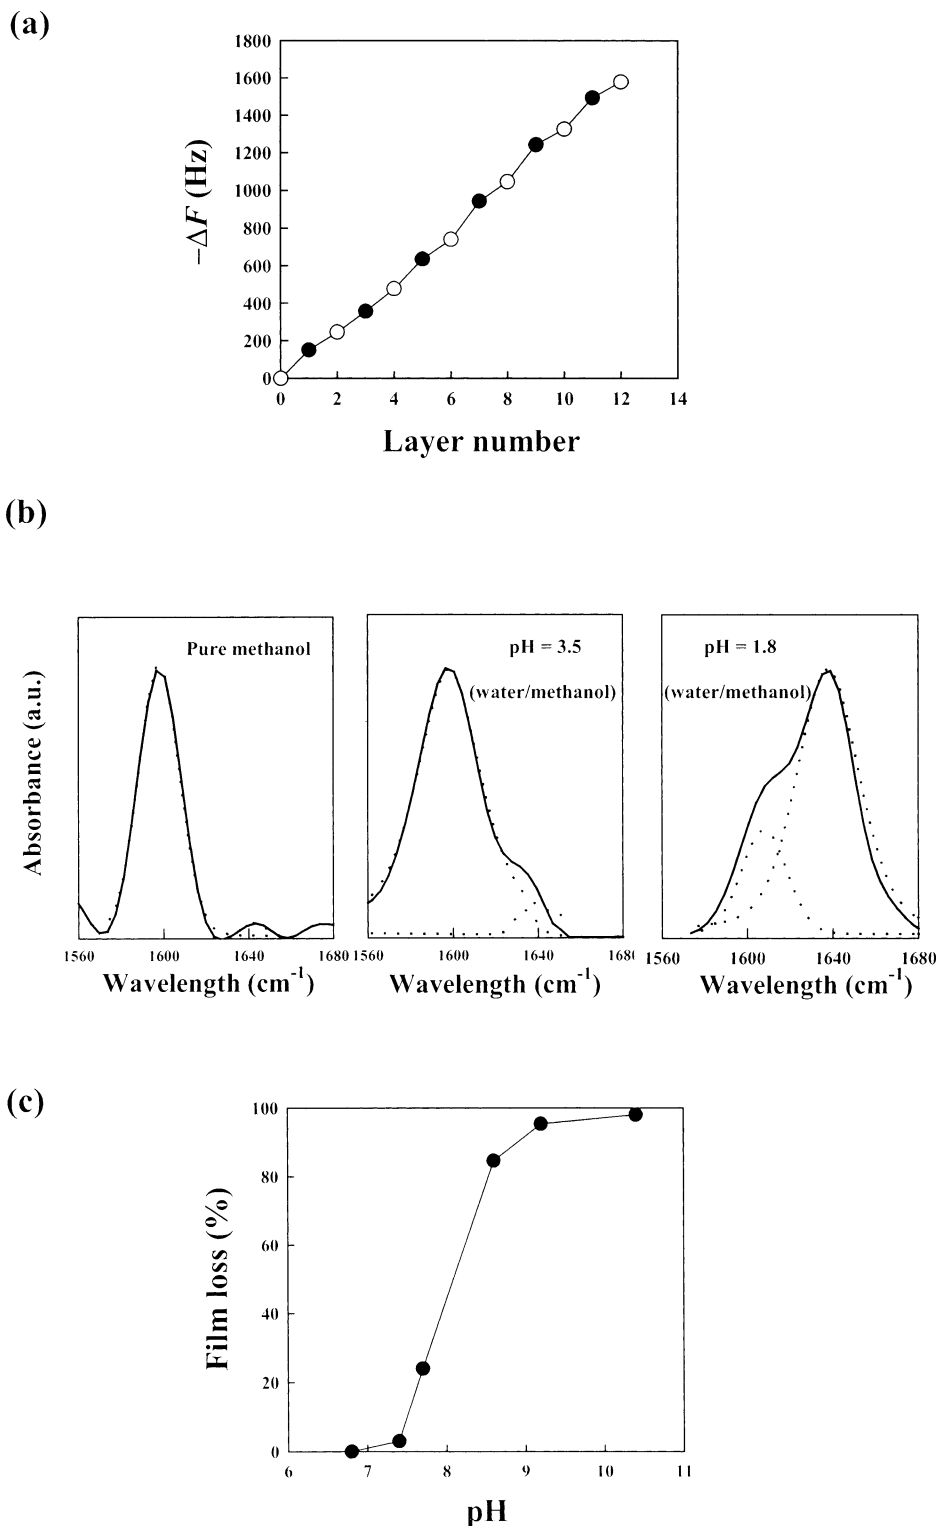 (a)
1800
1600
1400
1200
1000
800
600
400
200
0
−ΔF (Hz)
0 2 4 6 8 10 12 14
Layer number
(b)
Pure methanol
pH = 3.5
(water/methanol)
pH = 1.8
(water/methanol)
Absorbance (a.u.)
1560 1600 1640 1680
1560 1600 1640 168
1560 1600 1640 1680
Wavelength (cm⁻¹)
Wavelength (cm⁻¹)
Wavelength (cm⁻¹)
(c)
100
80
60
40
20
0
Film loss (%)
6 7 8 9 10 11
pH